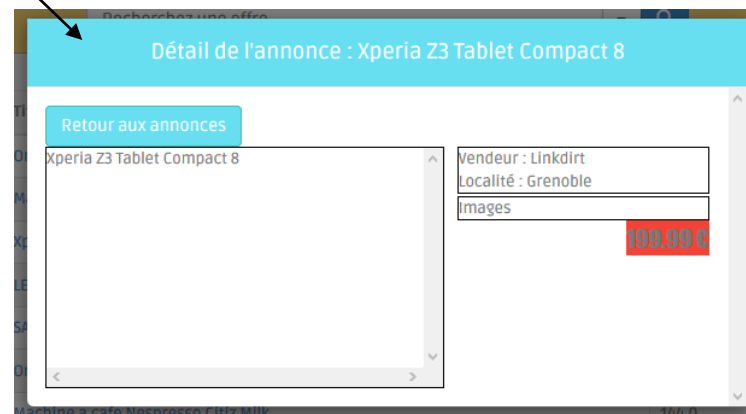 Recherchez une offre
Détail de l'annonce : Xperia Z3 Tablet Compact 8
Retour aux annonces
Xperia Z3 Tablet Compact 8
Vendeur : Linkdirt
Localité : Grenoble
Images
199.99 €
Machine a cafe Nespresso Citiz Milk